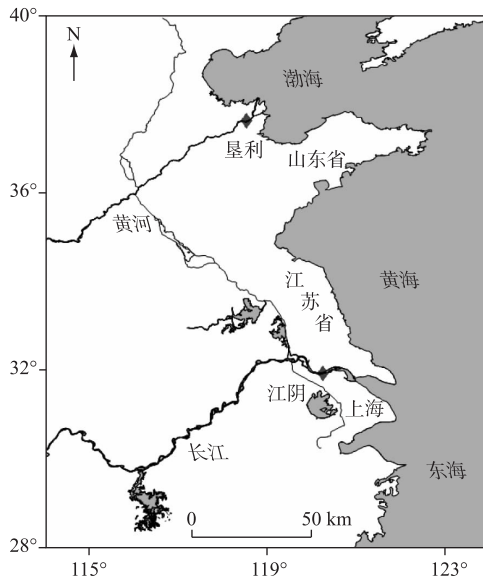 40°
N
渤海
垦利
山东省
36°
黄河
黄海
江
苏
省
32°
江阴
上海
长江
东海
0 50 km
28°
115° 119° 123°